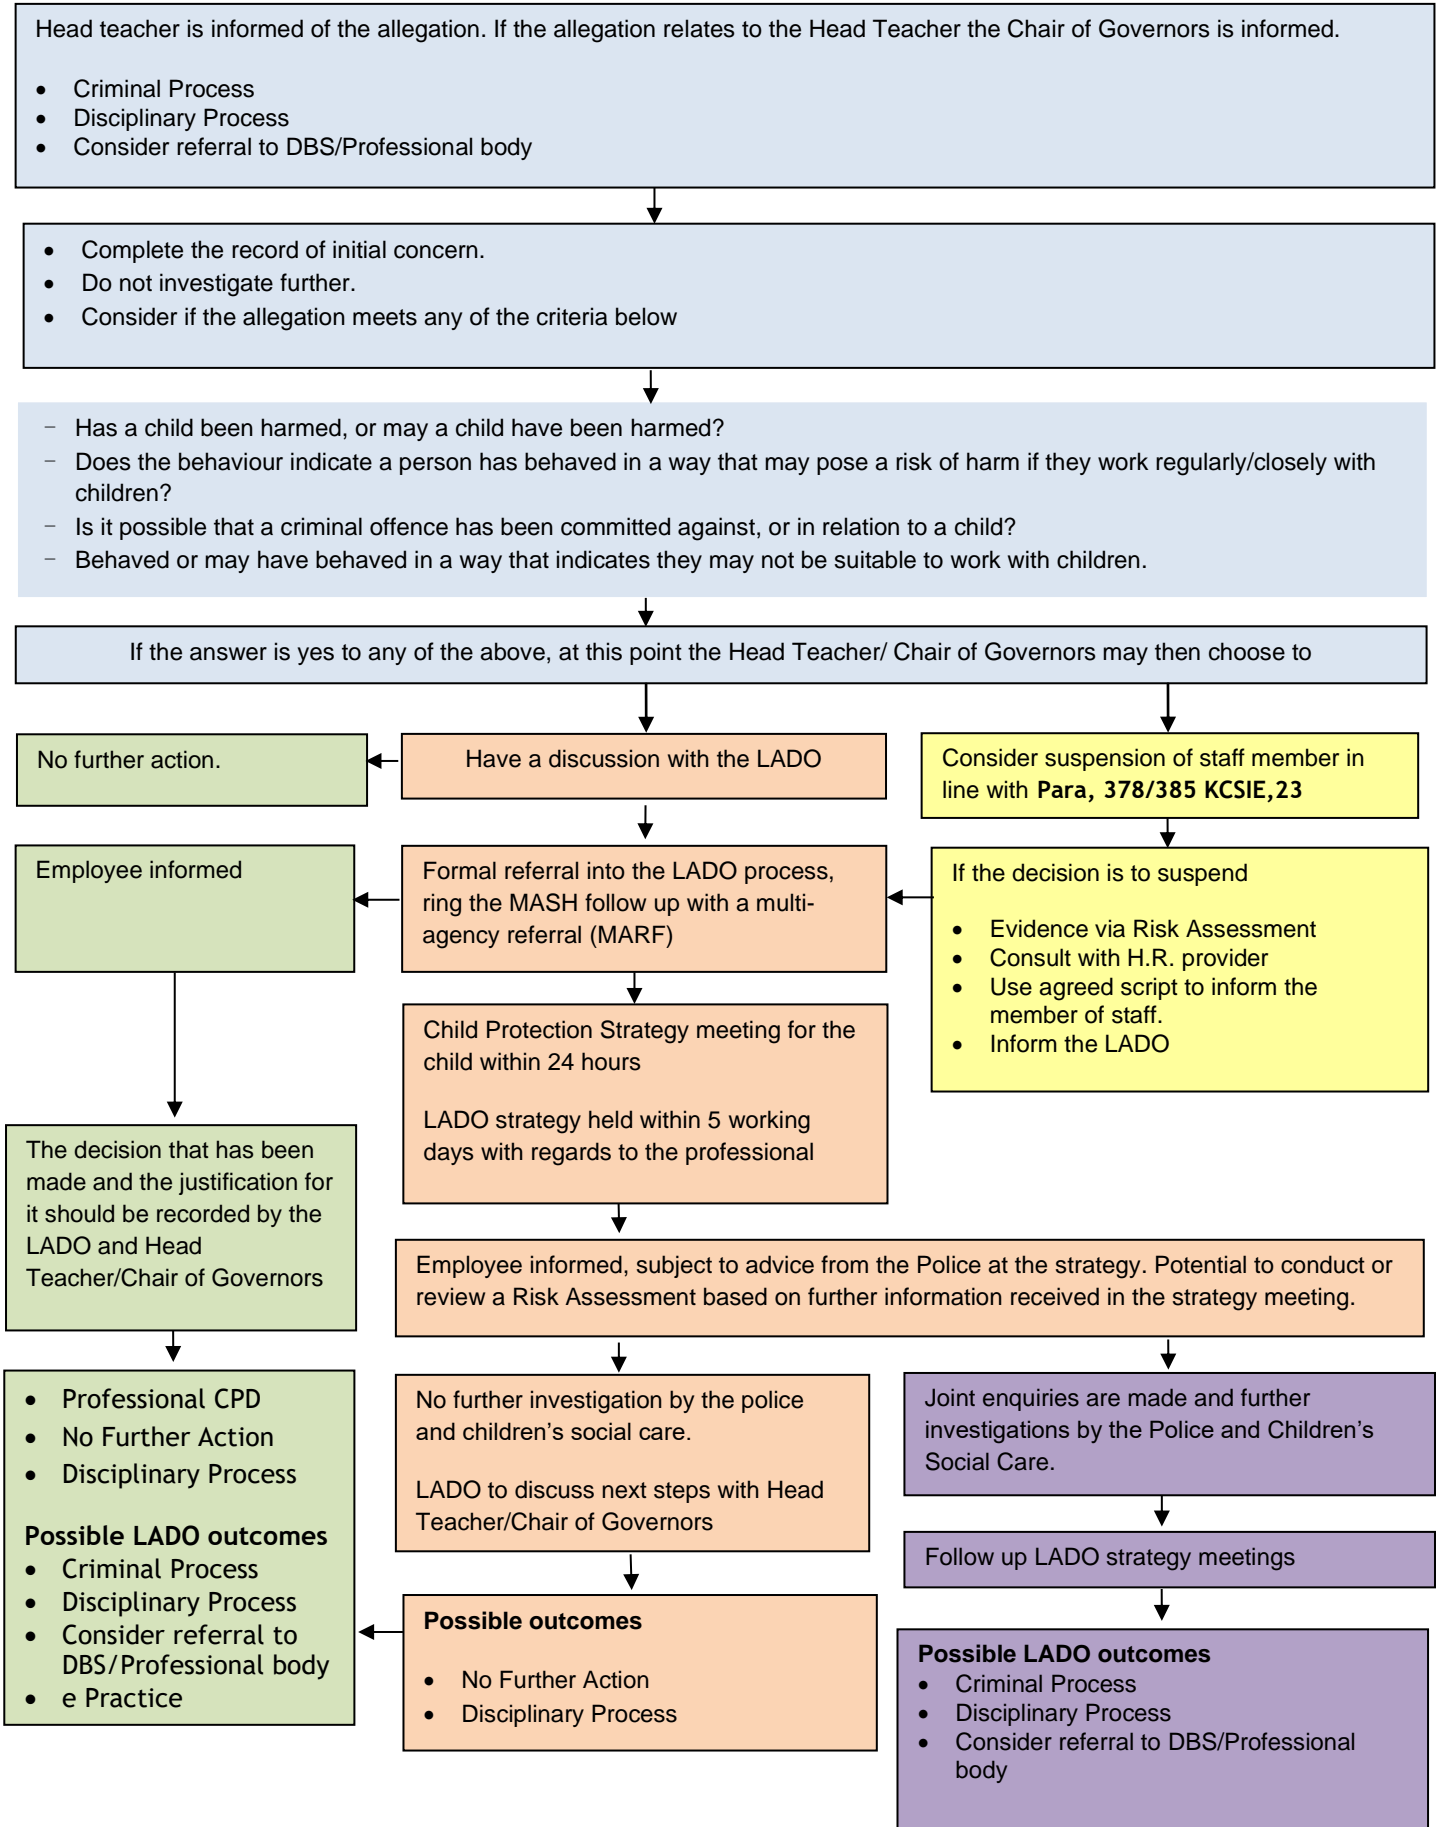 Head teacher is informed of the allegation. If the allegation relates to the Head Teacher the Chair of Governors is informed.
• Criminal Process
• Disciplinary Process
• Consider referral to DBS/Professional body
• Complete the record of initial concern.
• Do not investigate further.
• Consider if the allegation meets any of the criteria below
− Has a child been harmed, or may a child have been harmed?
− Does the behaviour indicate a person has behaved in a way that may pose a risk of harm if they work regularly/closely with
children?
− Is it possible that a criminal offence has been committed against, or in relation to a child?
− Behaved or may have behaved in a way that indicates they may not be suitable to work with children.
If the answer is yes to any of the above, at this point the Head Teacher/ Chair of Governors may then choose to
No further action.
Have a discussion with the LADO
Consider suspension of staff member in
line with Para, 378/385 KCSIE,23
Employee informed
Formal referral into the LADO process,
ring the MASH follow up with a multi-
agency referral (MARF)
If the decision is to suspend
• Evidence via Risk Assessment
• Consult with H.R. provider
• Use agreed script to inform the
member of staff.
• Inform the LADO
Child Protection Strategy meeting for the
child within 24 hours
LADO strategy held within 5 working
days with regards to the professional
The decision that has been
made and the justification for
it should be recorded by the
LADO and Head
Teacher/Chair of Governors
Employee informed, subject to advice from the Police at the strategy. Potential to conduct or
review a Risk Assessment based on further information received in the strategy meeting.
• Professional CPD
• No Further Action
• Disciplinary Process
Possible LADO outcomes
• Criminal Process
• Disciplinary Process
• Consider referral to
DBS/Professional body
• e Practice
No further investigation by the police
and children's social care.
LADO to discuss next steps with Head
Teacher/Chair of Governors
Joint enquiries are made and further
investigations by the Police and Children's
Social Care.
Follow up LADO strategy meetings
Possible outcomes
• No Further Action
• Disciplinary Process
Possible LADO outcomes
• Criminal Process
• Disciplinary Process
• Consider referral to DBS/Professional
body